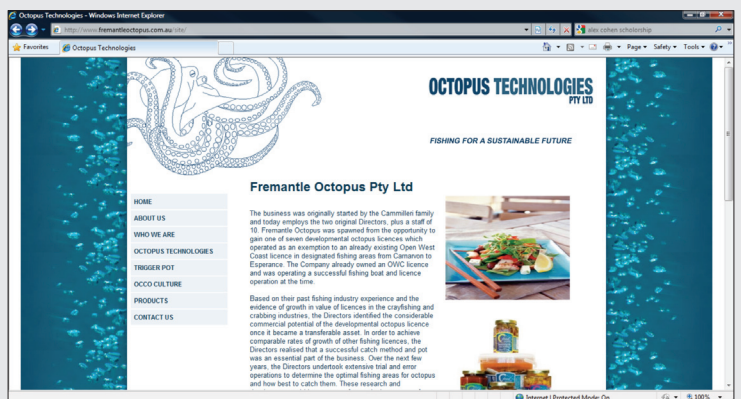 Octopus Technologies - Windows Internet Explorer
http://www.fremantleoctopus.com.au/site/
alex cohen scholorship
Favorites
Octopus Technologies
Page
Safety
Tools
OCTOPUS TECHNOLOGIES
PTY LTD
FISHING FOR A SUSTAINABLE FUTURE
HOME
ABOUT US
WHO WE ARE
OCTOPUS TECHNOLOGIES
TRIGGER POT
OCCO CULTURE
PRODUCTS
CONTACT US
Fremantle Octopus Pty Ltd
The business was originally started by the Cammilleri family
and today employs the two original Directors, plus a staff of
10. Fremantle Octopus was spawned from the opportunity to
gain one of seven developmental octopus licences which
operated as an exemption to an already existing Open West
Coast licence in designated fishing areas from Carnarvon to
Esperance. The Company already owned an OWC licence
and was operating a successful fishing boat and licence
operation at the time.
Based on their past fishing industry experience and the
evidence of growth in value of licences in the crayfishing and
crabbing industries, the Directors identified the considerable
commercial potential of the developmental octopus licence
once it became a transferable asset. In order to achieve
comparable rates of growth of other fishing licences, the
Directors realised that a successful catch method and pot
was an essential part of the business. Over the next few
years, the Directors undertook extensive trial and error
operations to determine the optimal fishing areas for octopus
and how best to catch them. These research and
Internet | Protected Mode: On
100%